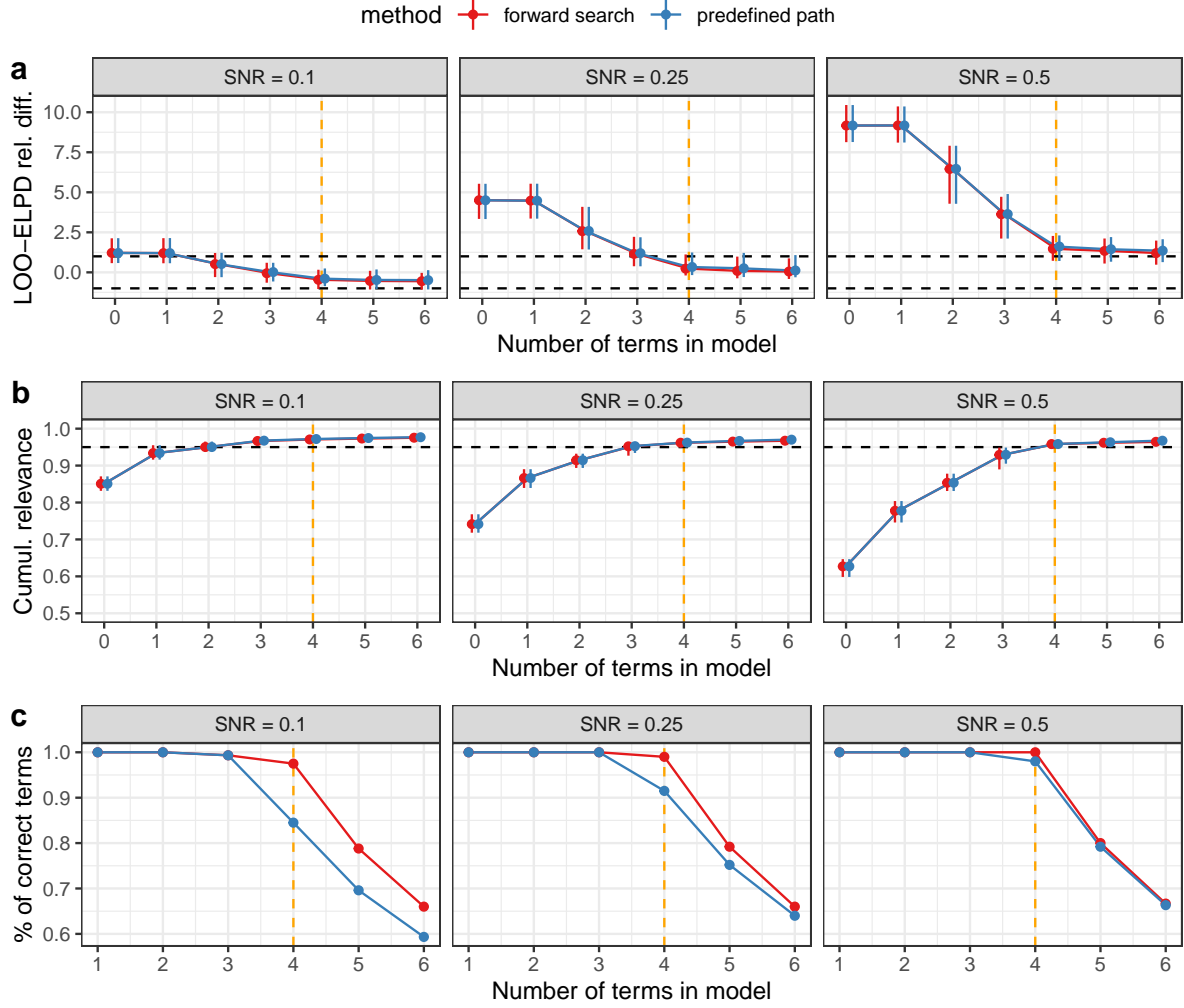 method forward search predefined path
a
SNR = 0.1 SNR = 0.25 SNR = 0.5
LOO−ELPD rel. diff.
10.0
7.5
5.0
2.5
0.0
0 1 2 3 4 5 6 0 1 2 3 4 5 6 0 1 2 3 4 5 6
Number of terms in model
b
SNR = 0.1 SNR = 0.25 SNR = 0.5
Cumul. relevance
1.0
0.9
0.8
0.7
0.6
0.5
0 1 2 3 4 5 6 0 1 2 3 4 5 6 0 1 2 3 4 5 6
Number of terms in model
c
SNR = 0.1 SNR = 0.25 SNR = 0.5
% of correct terms
1.0
0.9
0.8
0.7
0.6
1 2 3 4 5 6 1 2 3 4 5 6 1 2 3 4 5 6
Number of terms in model